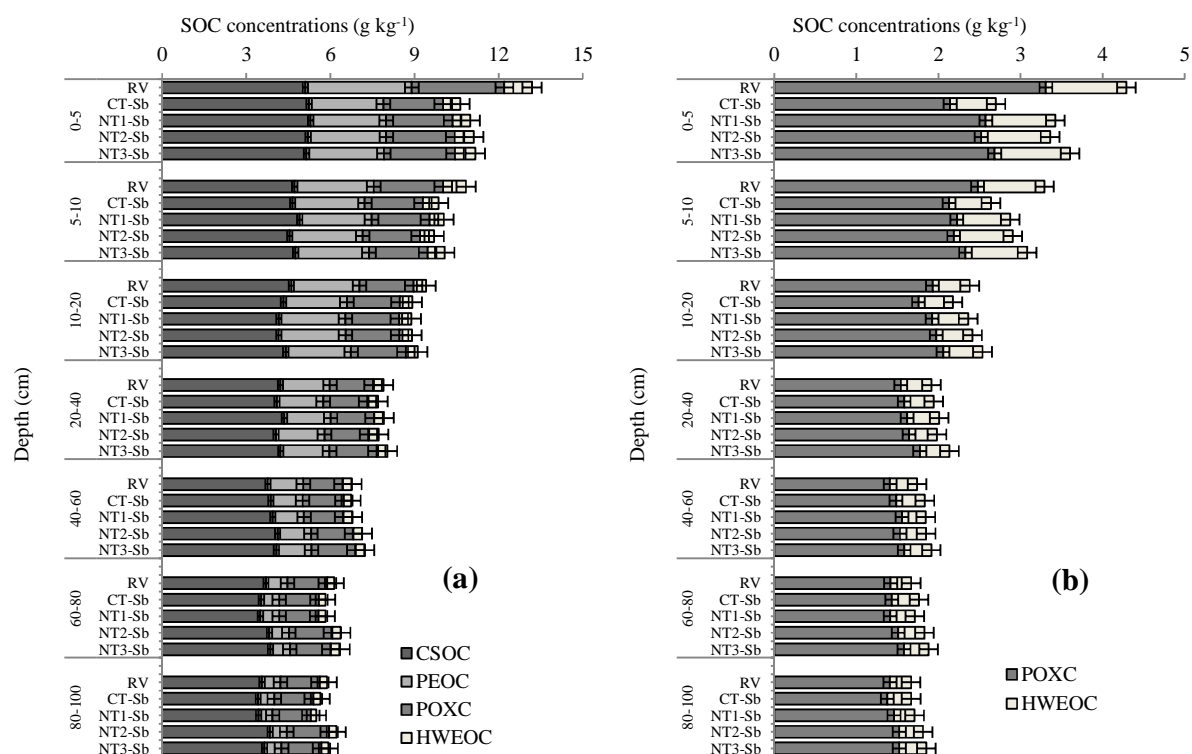 SOC concentrations (g kg-1)
0 3 6 9 12 15
Depth (cm)
0-5
RV
CT-Sb
NT1-Sb
NT2-Sb
NT3-Sb
5-10
RV
CT-Sb
NT1-Sb
NT2-Sb
NT3-Sb
10-20
RV
CT-Sb
NT1-Sb
NT2-Sb
NT3-Sb
20-40
RV
CT-Sb
NT1-Sb
NT2-Sb
NT3-Sb
40-60
RV
CT-Sb
NT1-Sb
NT2-Sb
NT3-Sb
60-80
RV
CT-Sb
NT1-Sb
NT2-Sb
NT3-Sb
80-100
RV
CT-Sb
NT1-Sb
NT2-Sb
NT3-Sb
(a)
CSOC
PEOC
POXC
HWEOC
SOC concentrations (g kg-1)
0 1 2 3 4 5
Depth (cm)
0-5
RV
CT-Sb
NT1-Sb
NT2-Sb
NT3-Sb
5-10
RV
CT-Sb
NT1-Sb
NT2-Sb
NT3-Sb
10-20
RV
CT-Sb
NT1-Sb
NT2-Sb
NT3-Sb
20-40
RV
CT-Sb
NT1-Sb
NT2-Sb
NT3-Sb
40-60
RV
CT-Sb
NT1-Sb
NT2-Sb
NT3-Sb
60-80
RV
CT-Sb
NT1-Sb
NT2-Sb
NT3-Sb
80-100
RV
CT-Sb
NT1-Sb
NT2-Sb
NT3-Sb
(b)
POXC
HWEOC